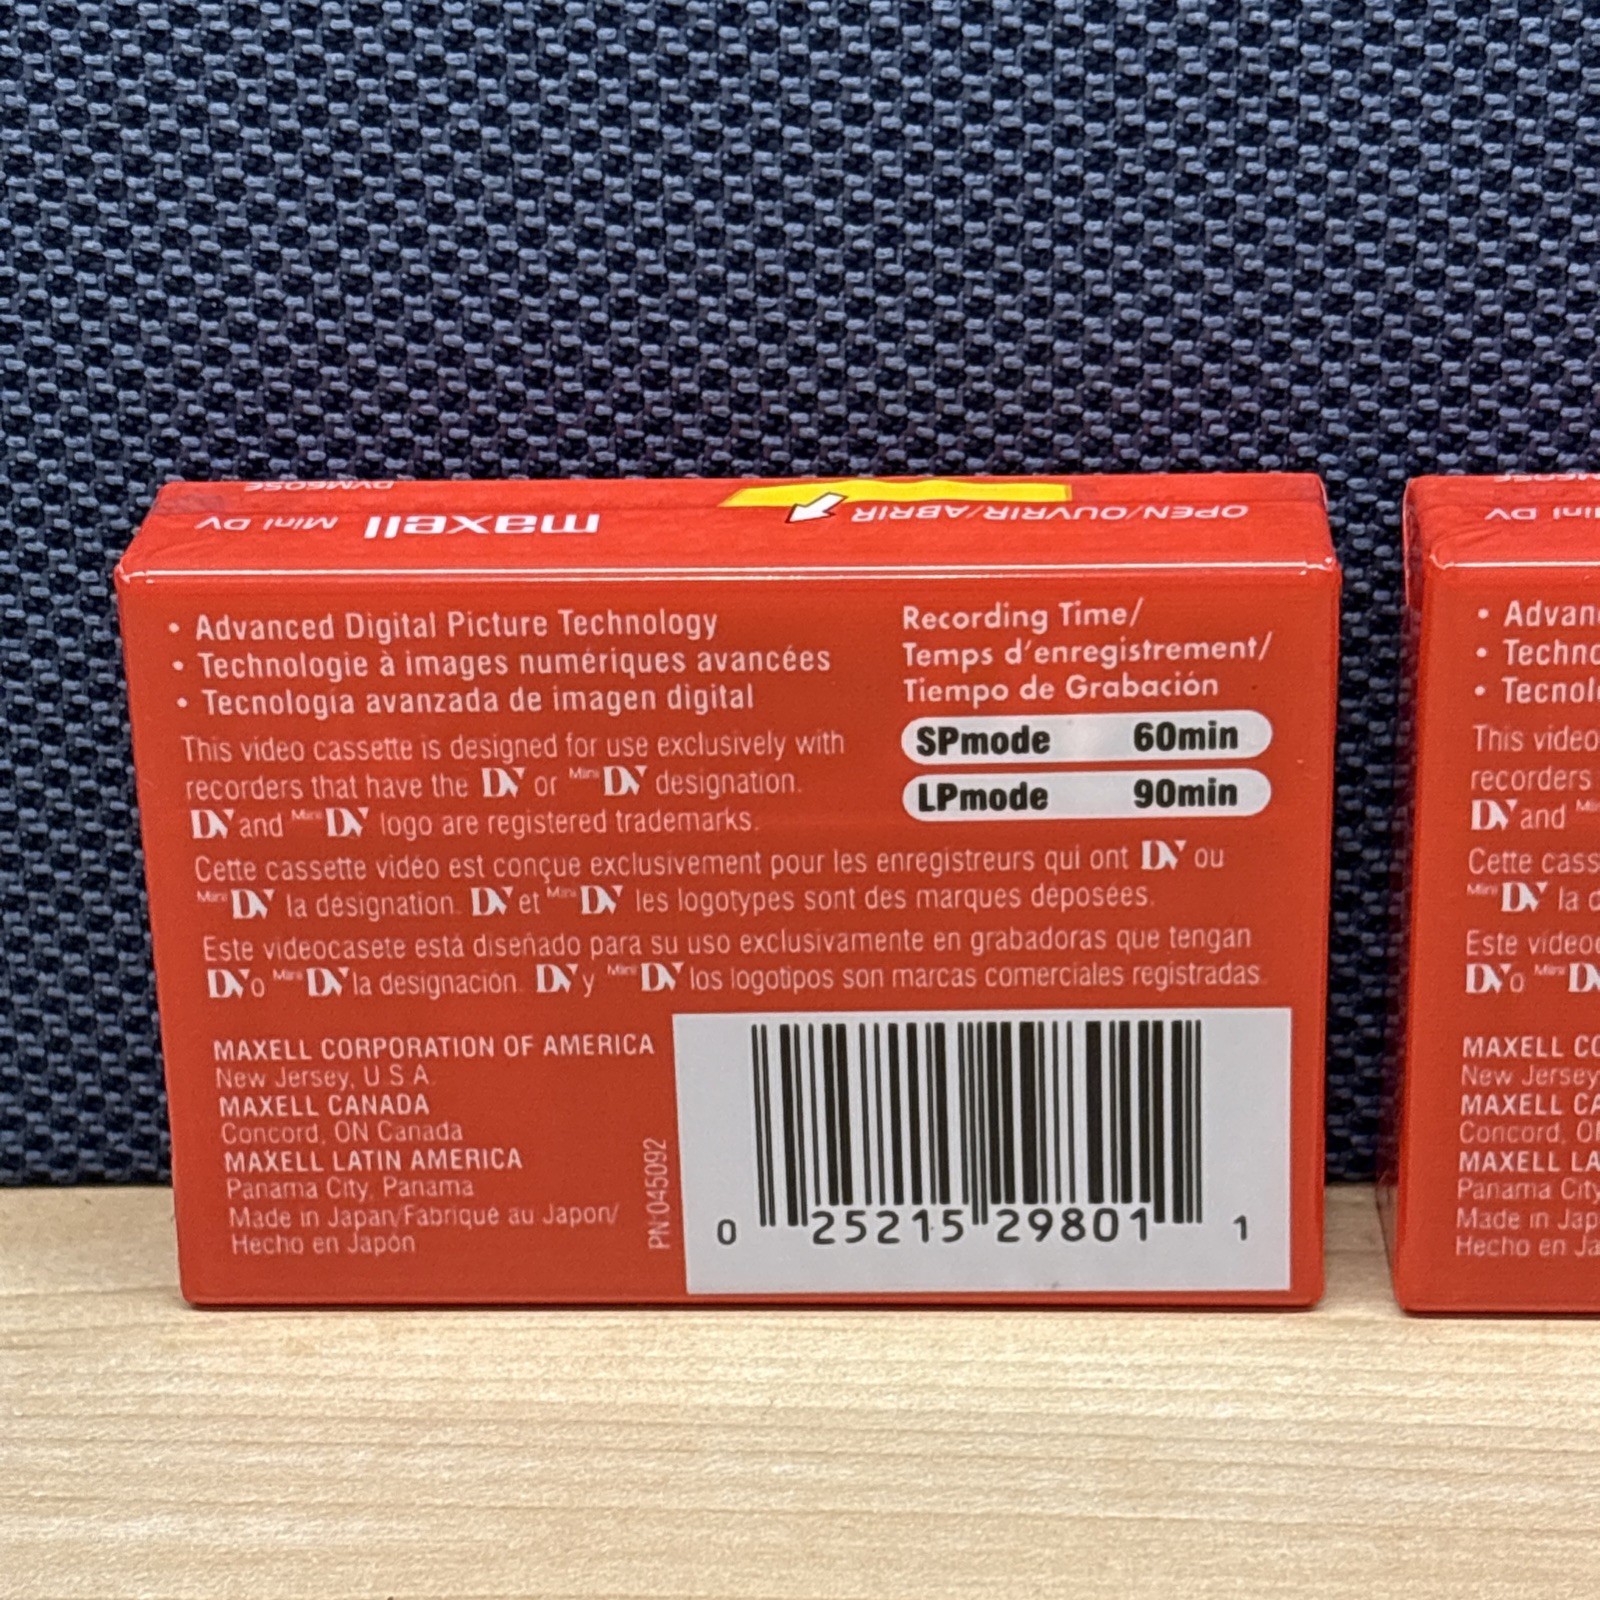 DVM60SE
OPEN/OUVRIR/ABRIR maxell Mini DV
• Advanced Digital Picture Technology
• Technologie à images numériques avancées
• Tecnologia avanzada de imagen digital
Recording Time/
Temps d'enregistrement/
Tiempo de Grabación
SPmode 60min
LPmode 90min
This video cassette is designed for use exclusively with
recorders that have the DV or Mini DV designation.
DV and Mini DV logo are registered trademarks.
Cette cassette vidéo est conçue exclusivement pour les enregistreurs qui ont DV ou
Mini DV la désignation. DV et Mini DV les logotypes sont des marques déposées.
Este videocasete está diseñado para su uso exclusivamente en grabadoras que tengan
DV o Mini DV la designación. DV y Mini DV los logotipos son marcas comerciales registradas.
MAXELL CORPORATION OF AMERICA
New Jersey, U.S.A.
MAXELL CANADA
Concord, ON Canada
MAXELL LATIN AMERICA
Panama City, Panama
Made in Japan/Fabriqué au Japon/
Hecho en Japón
PN:045092
0 25215 29801 1
DVM60SE
Mini DV
• Advan
• Techno
• Tecnol
This video
recorders
DV and Mini
Cette cass
Mini DV la d
Este videoc
DV o Mini DV
MAXELL CO
New Jersey
MAXELL CA
Concord, ON
MAXELL LA
Panama City
Made in Jap
Hecho en Ja